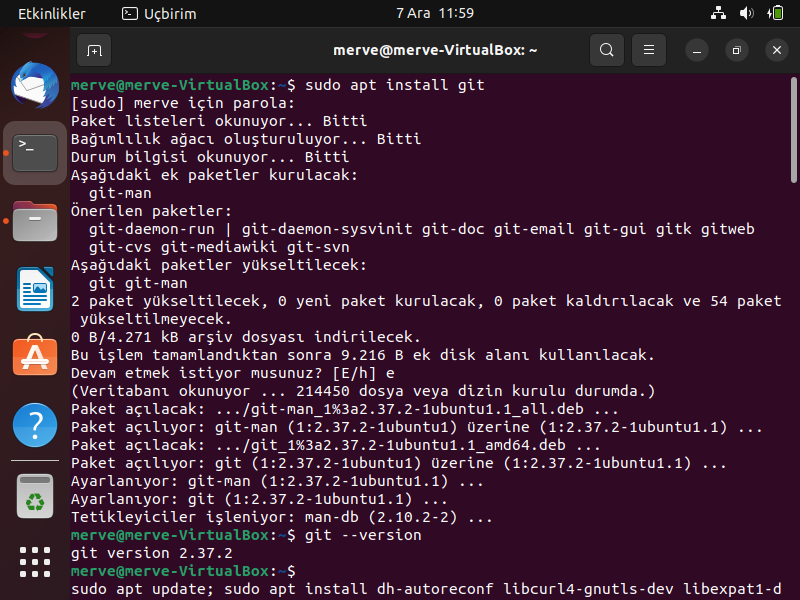 Etkinlikler
Uçbirim
7 Ara 11:59
merve@merve-VirtualBox: ~
merve@merve-VirtualBox:~$ sudo apt install git
[sudo] merve için parola:
Paket listeleri okunuyor... Bitti
Bağımlılık ağacı oluşturuluyor... Bitti
Durum bilgisi okunuyor... Bitti
Aşağıdaki ek paketler kurulacak:
  git-man
Önerilen paketler:
  git-daemon-run | git-daemon-sysvinit git-doc git-email git-gui gitk gitweb
  git-cvs git-mediawiki git-svn
Aşağıdaki paketler yükseltilecek:
  git git-man
2 paket yükseltilecek, 0 yeni paket kurulacak, 0 paket kaldırılacak ve 54 paket
 yükseltilmeyecek.
0 B/4.271 kB arşiv dosyası indirilecek.
Bu işlem tamamlandıktan sonra 9.216 B ek disk alanı kullanılacak.
Devam etmek istiyor musunuz? [E/h] e
(Veritabanı okunuyor ... 214450 dosya veya dizin kurulu durumda.)
Paket açılacak: .../git-man_1%3a2.37.2-1ubuntu1.1_all.deb ...
Paket açılıyor: git-man (1:2.37.2-1ubuntu1.1) üzerine (1:2.37.2-1ubuntu1) ...
Paket açılacak: .../git_1%3a2.37.2-1ubuntu1.1_amd64.deb ...
Paket açılıyor: git (1:2.37.2-1ubuntu1.1) üzerine (1:2.37.2-1ubuntu1) ...
Ayarlanıyor: git-man (1:2.37.2-1ubuntu1.1) ...
Ayarlanıyor: git (1:2.37.2-1ubuntu1.1) ...
Tetikleyiciler işleniyor: man-db (2.10.2-2) ...
merve@merve-VirtualBox:~$ git --version
git version 2.37.2
merve@merve-VirtualBox:~$
sudo apt update; sudo apt install dh-autoreconf libcurl4-gnutls-dev libexpat1-d